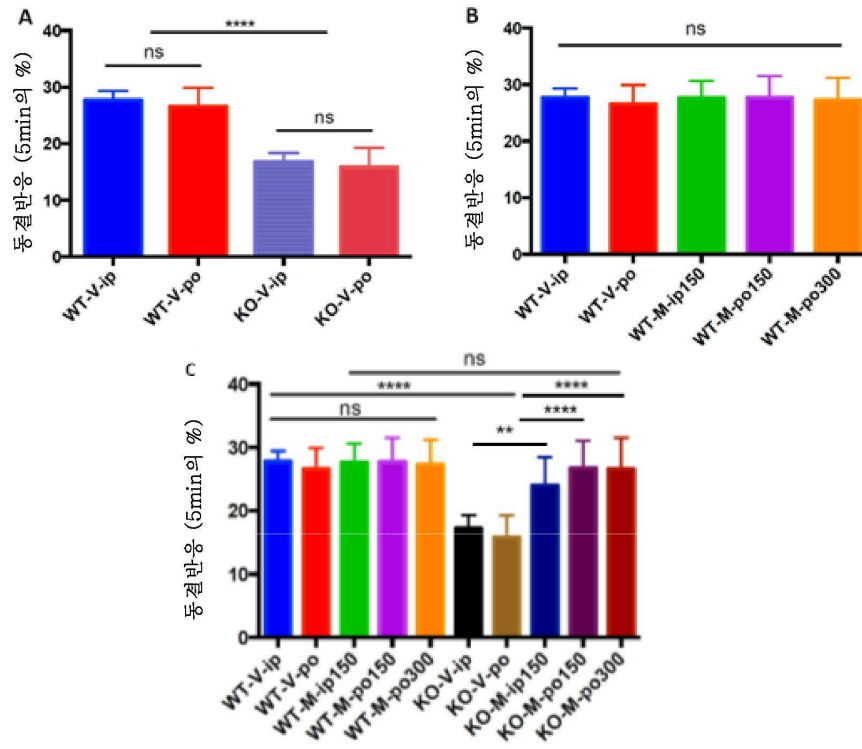 A
동결반응 (5min의 %)
40
30
20
10
0
****
ns
ns
WT-V-ip
WT-V-po
KO-V-ip
KO-V-po
B
동결반응 (5min의 %)
40
30
20
10
0
ns
WT-V-ip
WT-V-po
WT-M-ip150
WT-M-po150
WT-M-po300
C
동결반응 (5min의 %)
40
30
20
10
0
ns
****
****
ns
****
**
WT-V-ip
WT-V-po
WT-M-ip150
WT-M-po150
WT-M-po300
KO-V-ip
KO-V-po
KO-M-ip150
KO-M-po150
KO-M-po300